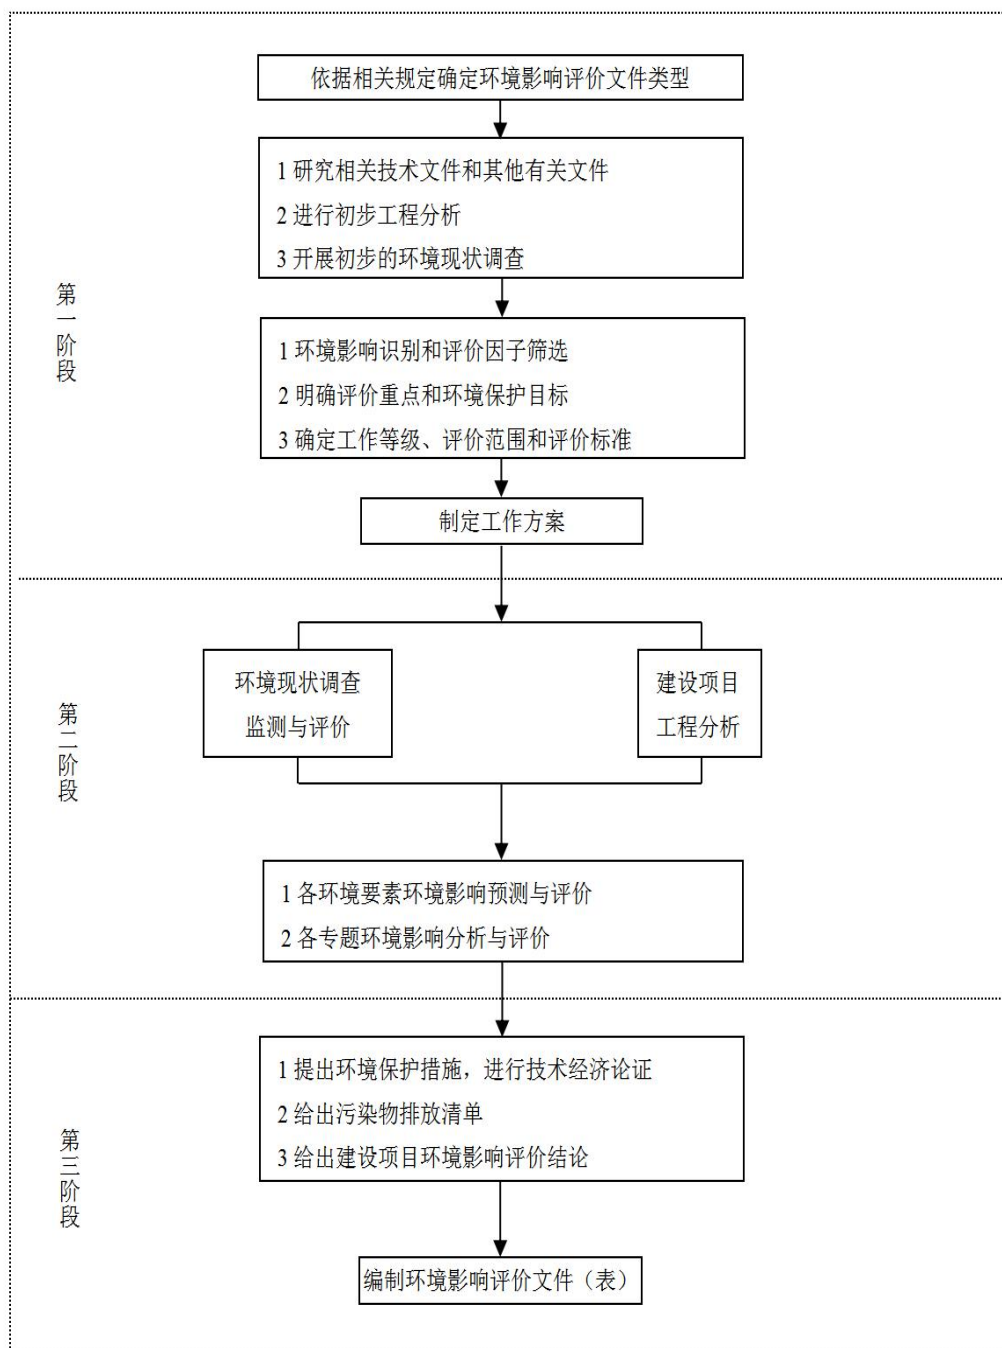 依据相关规定确定环境影响评价文件类型
1 研究相关技术文件和其他有关文件
2 进行初步工程分析
3 开展初步的环境现状调查
第一阶段
1 环境影响识别和评价因子筛选
2 明确评价重点和环境保护目标
3 确定工作等级、评价范围和评价标准
制定工作方案
环境现状调查
监测与评价
建设项目
工程分析
第二阶段
1 各环境要素环境影响预测与评价
2 各专题环境影响分析与评价
1 提出环境保护措施，进行技术经济论证
2 给出污染物排放清单
3 给出建设项目环境影响评价结论
第三阶段
编制环境影响评价文件（表）